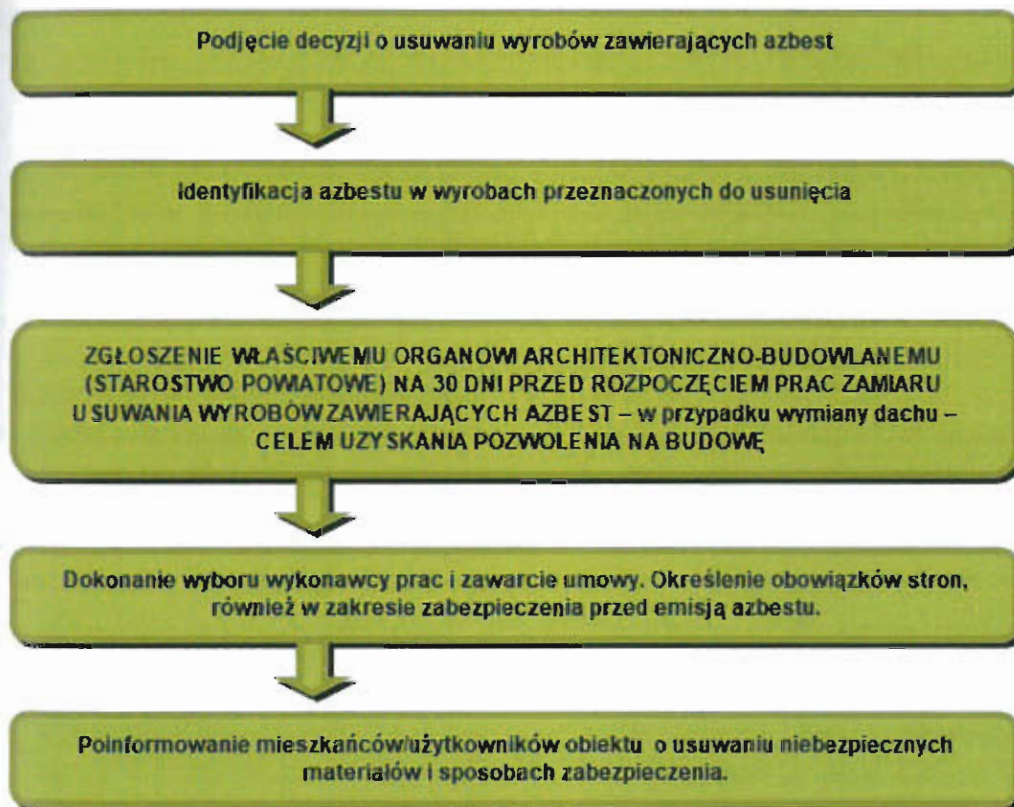 Podjęcie decyzji o usuwaniu wyrobów zawierających azbest
Identyfikacja azbestu w wyrobach przeznaczonych do usunięcia
ZGŁOSZENIE WŁAŚCIWEMU ORGANOWI ARCHITEKTONICZNO-BUDOWLANEMU
(STAROSTWO POWIATOWE) NA 30 DNI PRZED ROZPOCZĘCIEM PRAC ZAMIARU
USUWANIA WYROBÓW ZAWIERAJĄCYCH AZBEST – w przypadku wymiany dachu –
CELEM UZYSKANIA POZWOLENIA NA BUDOWĘ
Dokonanie wyboru wykonawcy prac i zawarcie umowy. Określenie obowiązków stron,
również w zakresie zabezpieczenia przed emisją azbestu.
Poinformowanie mieszkańców/użytkowników obiektu o usuwaniu niebezpiecznych
materiałów i sposobach zabezpieczenia.